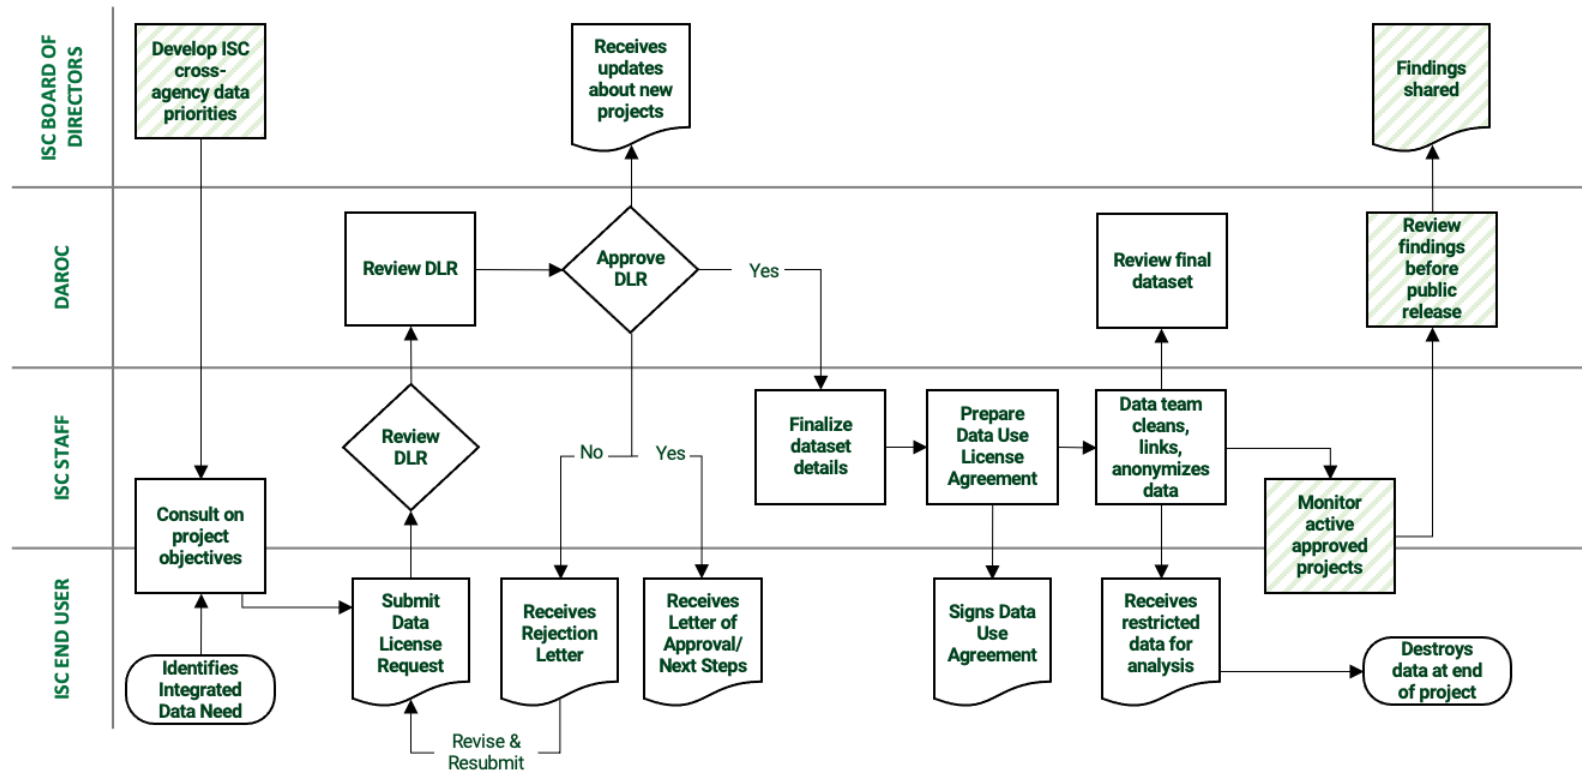 ISC BOARD OF
DIRECTORS
Develop ISC
cross-
agency data
priorities
Receives
updates
about new
projects
Findings
shared
DAROC
Review DLR
Approve
DLR
Yes
Review final
dataset
Review
findings
before
public
release
ISC STAFF
Consult on
project
objectives
Review
DLR
No
Yes
Finalize
dataset
details
Prepare
Data Use
License
Agreement
Data team
cleans,
links,
anonymizes
data
Monitor
active
approved
projects
ISC END USER
Identifies
Integrated
Data Need
Submit
Data
License
Request
Receives
Rejection
Letter
Receives
Letter of
Approval/
Next Steps
Signs Data
Use
Agreement
Receives
restricted
data for
analysis
Destroys
data at end
of project
Revise &
Resubmit